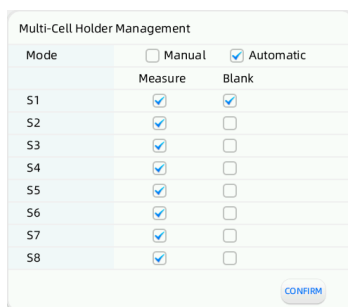 Multi-Cell Holder Management
Mode Manual Automatic
Measure Blank
S1
S2
S3
S4
S5
S6
S7
S8
CONFIRM